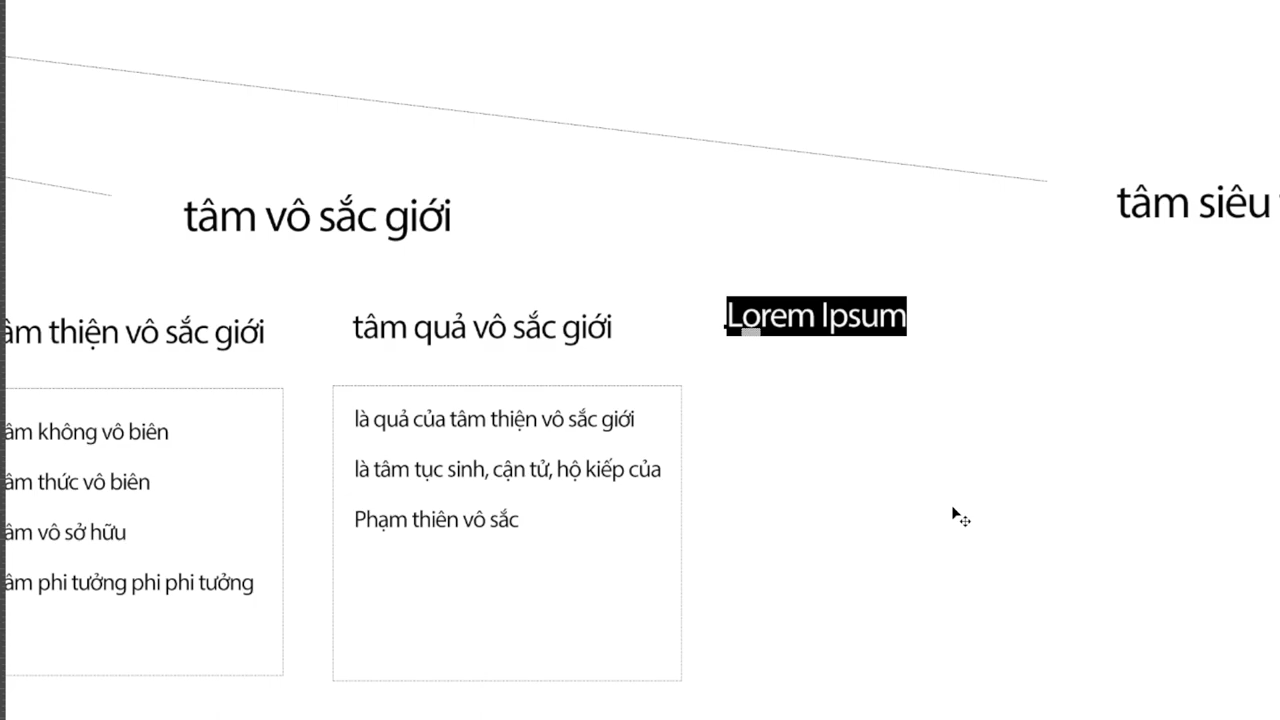 tâm vô sắc giới
tâm siêu
âm thiện vô sắc giới
tâm quả vô sắc giới
Lorem Ipsum
âm không vô biên
âm thức vô biên
âm vô sở hữu
âm phi tưởng phi phi tưởng
là quả của tâm thiện vô sắc giới
là tâm tục sinh, cận tử, hộ kiếp của
Phạm thiên vô sắc